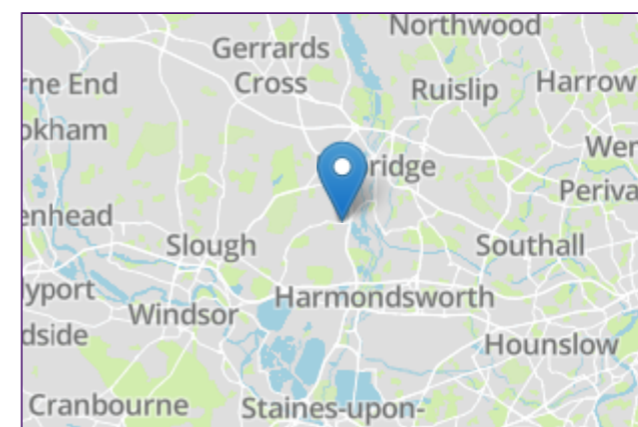 Northwood
Gerrards
Cross
Ruislip
Harrow
rne End
okham
ridge
Wer
Periva
enhead
Slough
Southall
yport
Windsor
Harmondsworth
dside
Hounslow
Cranbourne
Staines-upon-